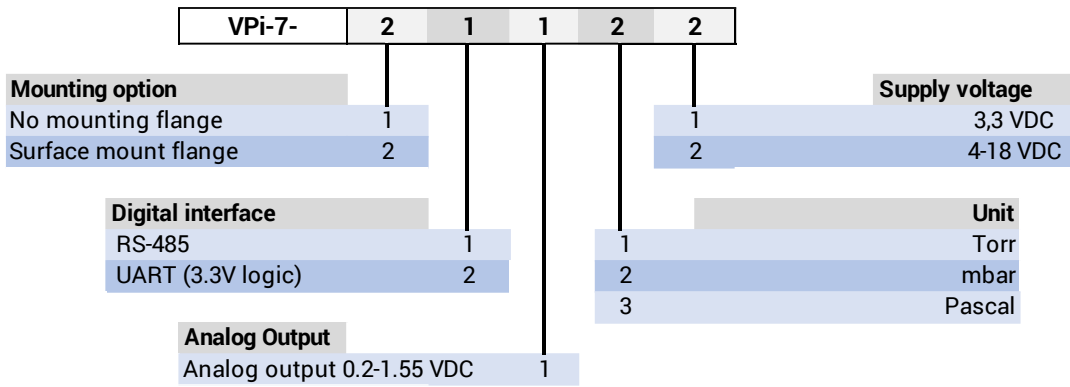 VPi-7- 2 1 1 2 2
Mounting option
No mounting flange 1
Surface mount flange 2
Supply voltage
1 3,3 VDC
2 4-18 VDC
Digital interface
RS-485 1
UART (3.3V logic) 2
Unit
1 Torr
2 mbar
3 Pascal
Analog Output
Analog output 0.2-1.55 VDC 1